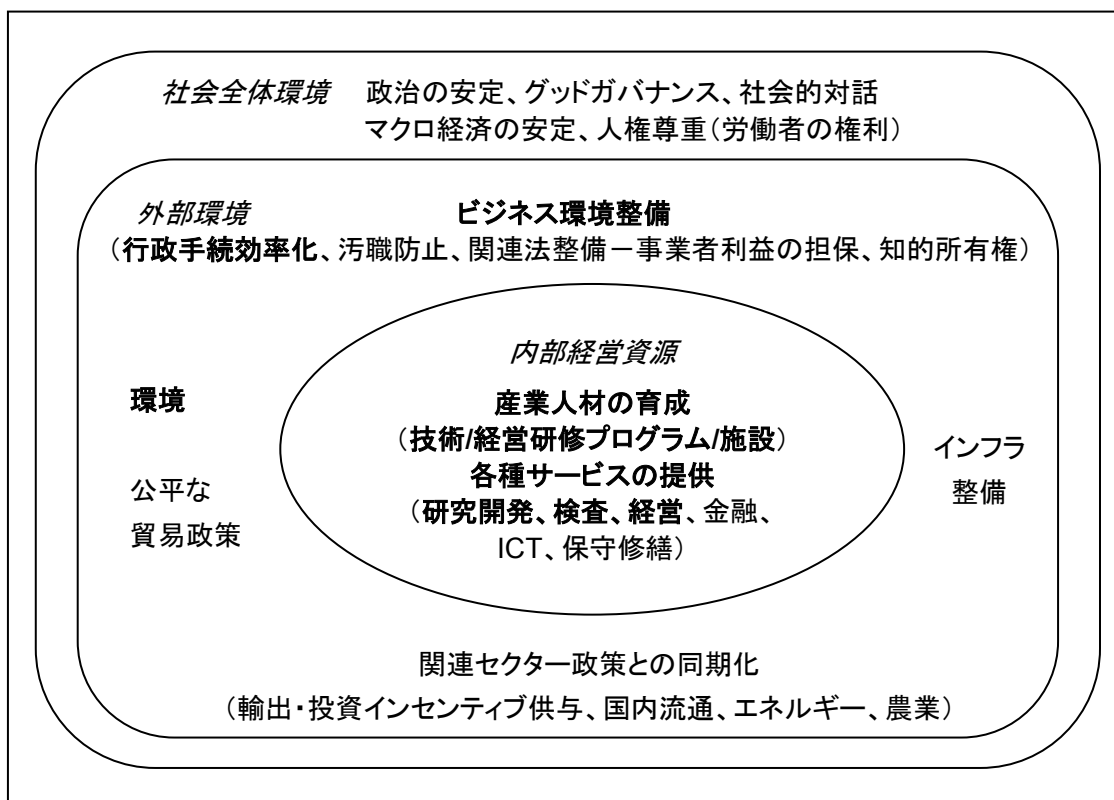 社会全体環境　政治の安定、グッドガバナンス、社会的対話
マクロ経済の安定、人権尊重（労働者の権利）
外部環境　ビジネス環境整備
（行政手続効率化、汚職防止、関連法整備－事業者利益の担保、知的所有権）
内部経営資源
産業人材の育成
（技術/経営研修プログラム/施設）
各種サービスの提供
（研究開発、検査、経営、金融、
ICT、保守修繕）
環境
公平な
貿易政策
インフラ
整備
関連セクター政策との同期化
（輸出・投資インセンティブ供与、国内流通、エネルギー、農業）